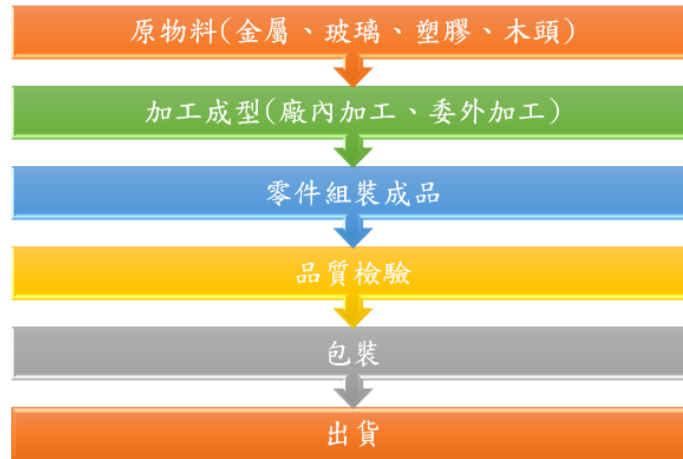 原物料(金屬、玻璃、塑膠、木頭)
加工成型(廠內加工、委外加工)
零件組裝成品
品質檢驗
包裝
出貨